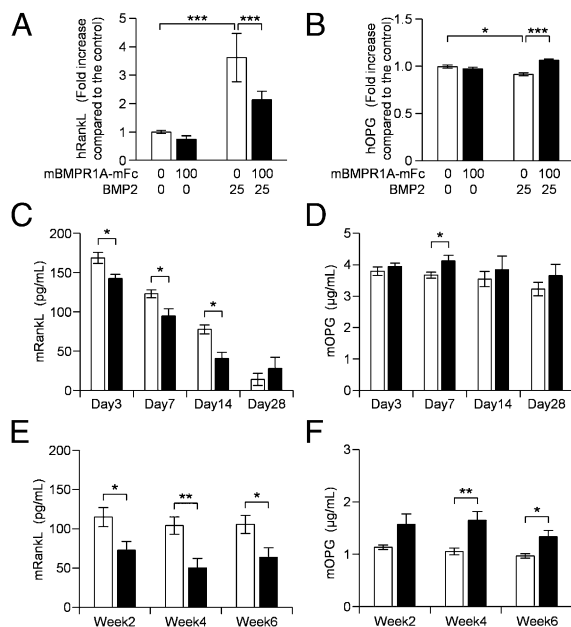 A
hRankL (Fold increase
compared to the control)
5
4
3
2
1
0
***
***
mBMPR1A-mFc 0 100 0 100
BMP2 0 0 25 25
B
hOPG (Fold increase
compared to the control)
1.5
1.0
0.5
0
*
***
mBMPR1A-mFc 0 100 0 100
BMP2 0 0 25 25
C
mRankL (pg/mL)
200
150
100
50
0
*
*
*
Day3 Day7 Day14 Day28
D
mOPG (µg/mL)
5
4
3
2
1
0
*
Day3 Day7 Day14 Day28
E
mRankL (pg/mL)
200
150
100
50
0
*
**
*
Week2 Week4 Week6
F
mOPG (µg/mL)
3
2
1
0
**
*
Week2 Week4 Week6